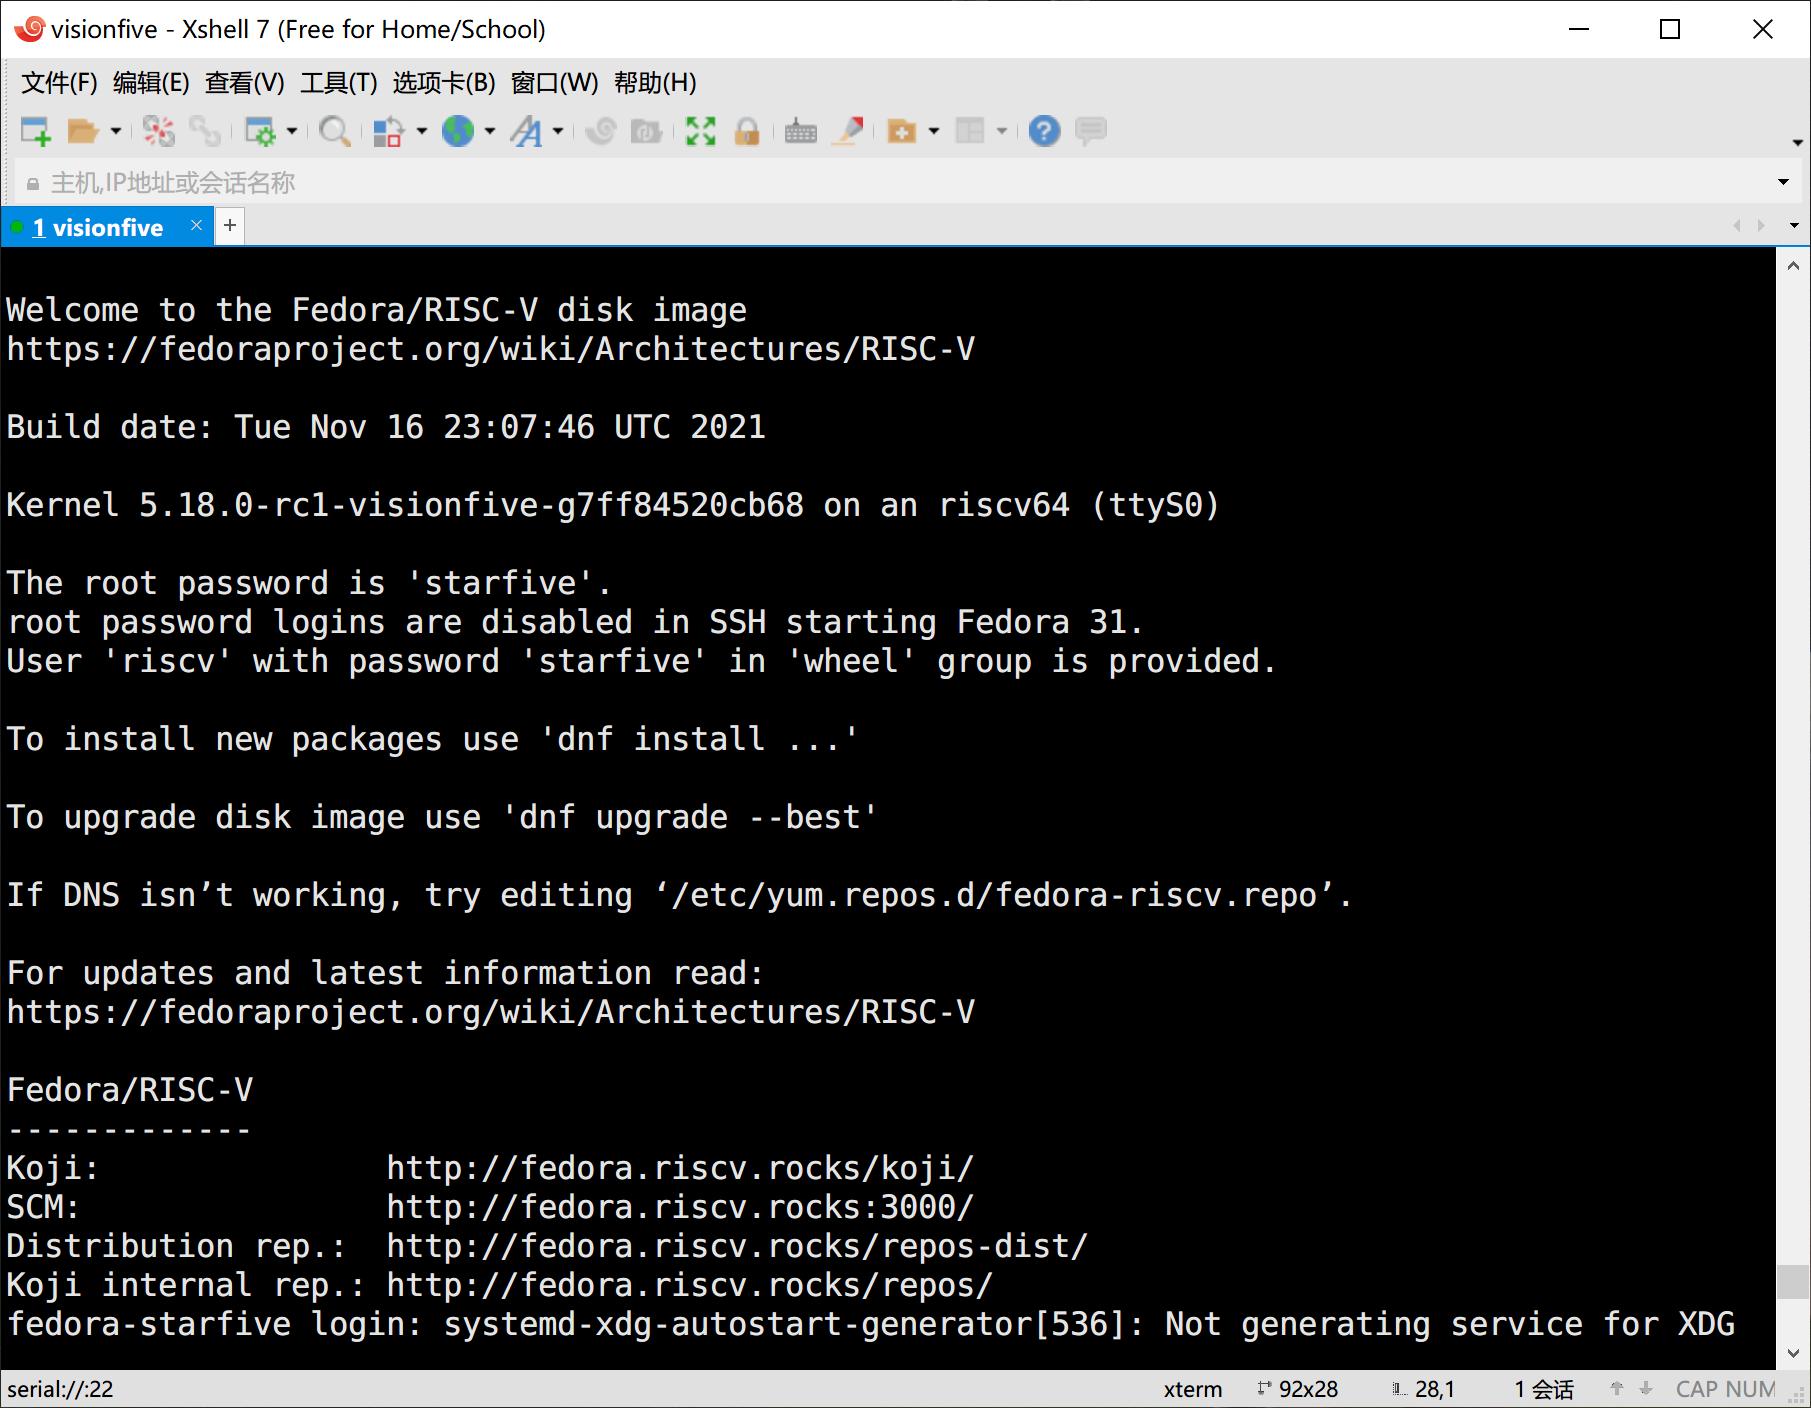 visionfive - Xshell 7 (Free for Home/School)
文件(F) 编辑(E) 查看(V) 工具(T) 选项卡(B) 窗口(W) 帮助(H)
主机,IP地址或会话名称
1 visionfive
Welcome to the Fedora/RISC-V disk image
https://fedoraproject.org/wiki/Architectures/RISC-V
Build date: Tue Nov 16 23:07:46 UTC 2021
Kernel 5.18.0-rc1-visionfive-g7ff84520cb68 on an riscv64 (ttyS0)
The root password is 'starfive'.
root password logins are disabled in SSH starting Fedora 31.
User 'riscv' with password 'starfive' in 'wheel' group is provided.
To install new packages use 'dnf install ...'
To upgrade disk image use 'dnf upgrade --best'
If DNS isn’t working, try editing ‘/etc/yum.repos.d/fedora-riscv.repo’.
For updates and latest information read:
https://fedoraproject.org/wiki/Architectures/RISC-V
Fedora/RISC-V
-------------
Koji:               http://fedora.riscv.rocks/koji/
SCM:                http://fedora.riscv.rocks:3000/
Distribution rep.:  http://fedora.riscv.rocks/repos-dist/
Koji internal rep.: http://fedora.riscv.rocks/repos/
fedora-starfive login: systemd-xdg-autostart-generator[536]: Not generating service for XDG
serial://:22 xterm 92x28 28,1 1 会话 CAP NUM